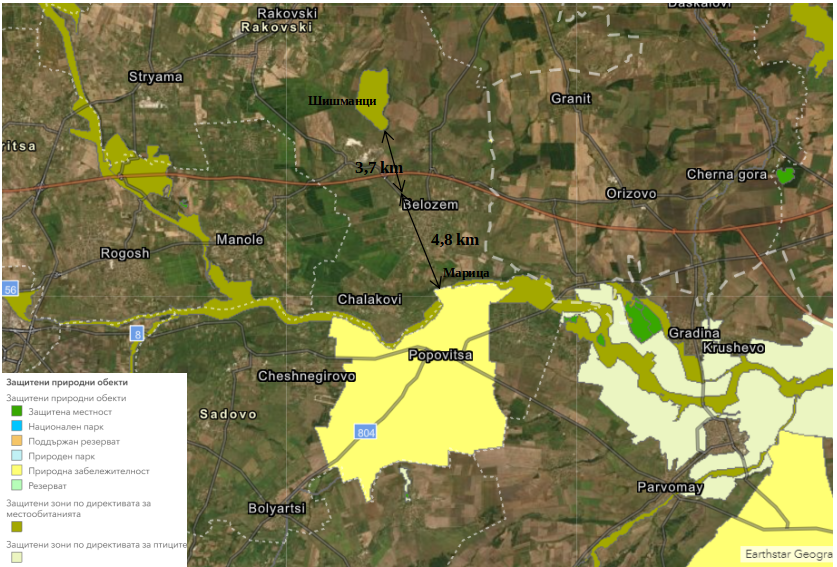 Daskalovi
Rakovski
Rakovski
Stryama
Шишманци
Granit
ritsa
3,7 km
Cherna gora
Orizovo
Belozem
Manole
4,8 km
Rogosh
Марица
56
Chalakovi
8
Gradina
Krushevo
Popovitsa
Cheshnegirovo
Sadovo
804
Parvomay
Bolyartsi
Защитени природни обекти
Защитени природни обекти
Защитена местност
Национален парк
Поддържан резерват
Природен парк
Природна забележителност
Резерват
Защитени зони по директивата за
местообитанията
Защитени зони по директивата за птиците
Earthstar Geogra